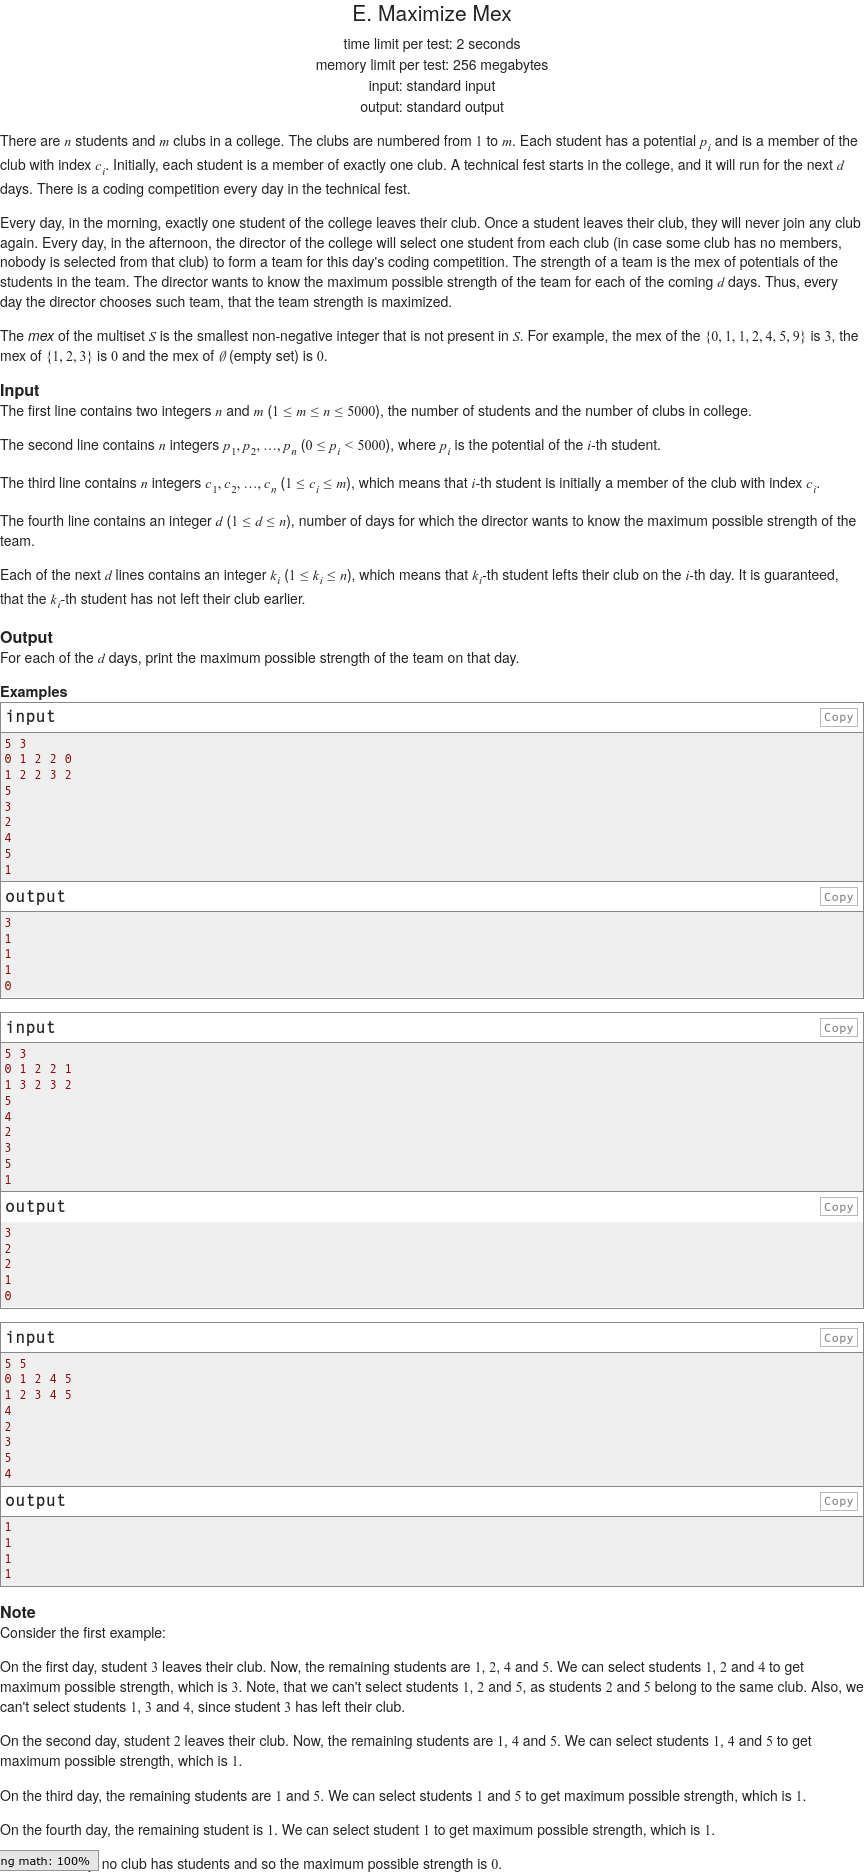 E. Maximize Mex
time limit per test: 2 seconds
memory limit per test: 256 megabytes
input: standard input
output: standard output
There are n students and m clubs in a college. The clubs are numbered from 1 to m. Each student has a potential p_i and is a member of the
club with index c_i. Initially, each student is a member of exactly one club. A technical fest starts in the college, and it will run for the next d
days. There is a coding competition every day in the technical fest.
Every day, in the morning, exactly one student of the college leaves their club. Once a student leaves their club, they will never join any club
again. Every day, in the afternoon, the director of the college will select one student from each club (in case some club has no members,
nobody is selected from that club) to form a team for this day's coding competition. The strength of a team is the mex of potentials of the
students in the team. The director wants to know the maximum possible strength of the team for each of the coming d days. Thus, every
day the director chooses such team, that the team strength is maximized.
The mex of the multiset S is the smallest non-negative integer that is not present in S. For example, the mex of the {0, 1, 1, 2, 4, 5, 9} is 3, the
mex of {1, 2, 3} is 0 and the mex of ∅ (empty set) is 0.
Input
The first line contains two integers n and m (1 ≤ m ≤ n ≤ 5000), the number of students and the number of clubs in college.
The second line contains n integers p_1, p_2, …, p_n (0 ≤ p_i < 5000), where p_i is the potential of the i-th student.
The third line contains n integers c_1, c_2, …, c_n (1 ≤ c_i ≤ m), which means that i-th student is initially a member of the club with index c_i.
The fourth line contains an integer d (1 ≤ d ≤ n), number of days for which the director wants to know the maximum possible strength of the
team.
Each of the next d lines contains an integer k_i (1 ≤ k_i ≤ n), which means that k_i-th student lefts their club on the i-th day. It is guaranteed,
that the k_i-th student has not left their club earlier.
Output
For each of the d days, print the maximum possible strength of the team on that day.
Examples
input
Copy
5 3
0 1 2 2 0
1 2 2 3 2
5
3
2
4
5
1
output
Copy
3
1
1
1
0
input
Copy
5 3
0 1 2 2 1
1 3 2 3 2
5
4
2
3
5
1
output
Copy
3
2
2
1
0
input
Copy
5 5
0 1 2 4 5
1 2 3 4 5
4
2
3
5
4
output
Copy
1
1
1
1
Note
Consider the first example:
On the first day, student 3 leaves their club. Now, the remaining students are 1, 2, 4 and 5. We can select students 1, 2 and 4 to get
maximum possible strength, which is 3. Note, that we can't select students 1, 2 and 5, as students 2 and 5 belong to the same club. Also, we
can't select students 1, 3 and 4, since student 3 has left their club.
On the second day, student 2 leaves their club. Now, the remaining students are 1, 4 and 5. We can select students 1, 4 and 5 to get
maximum possible strength, which is 1.
On the third day, the remaining students are 1 and 5. We can select students 1 and 5 to get maximum possible strength, which is 1.
On the fourth day, the remaining student is 1. We can select student 1 to get maximum possible strength, which is 1.
ng math: 100% no club has students and so the maximum possible strength is 0.